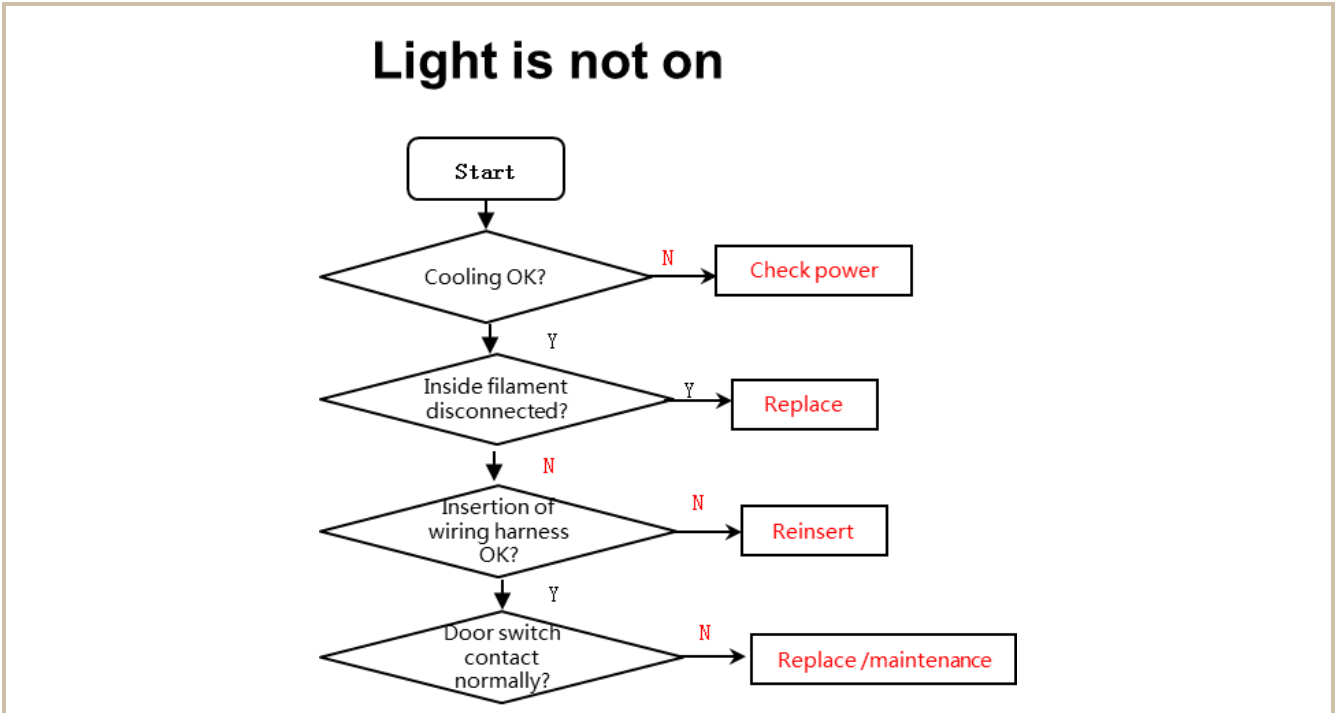 Light is not on
Start
Cooling OK?
N
Check power
Y
Inside filament
disconnected?
Y
Replace
N
Insertion of
wiring harness
OK?
N
Reinsert
Y
Door switch
contact
normally?
N
Replace /maintenance